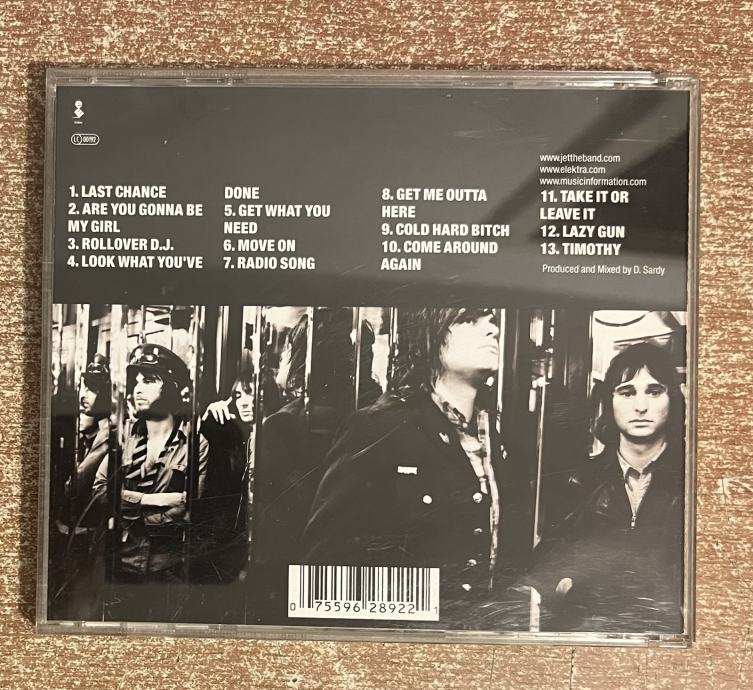 LC 00192
1. LAST CHANCE
2. ARE YOU GONNA BE
MY GIRL
3. ROLLOVER D.J.
4. LOOK WHAT YOU'VE
DONE
5. GET WHAT YOU
NEED
6. MOVE ON
7. RADIO SONG
8. GET ME OUTTA
HERE
9. COLD HARD BITCH
10. COME AROUND
AGAIN
www.jettheband.com
www.elektra.com
www.musicinformation.com
11. TAKE IT OR
LEAVE IT
12. LAZY GUN
13. TIMOTHY
Produced and Mixed by D. Sardy
0 75596 28922 1